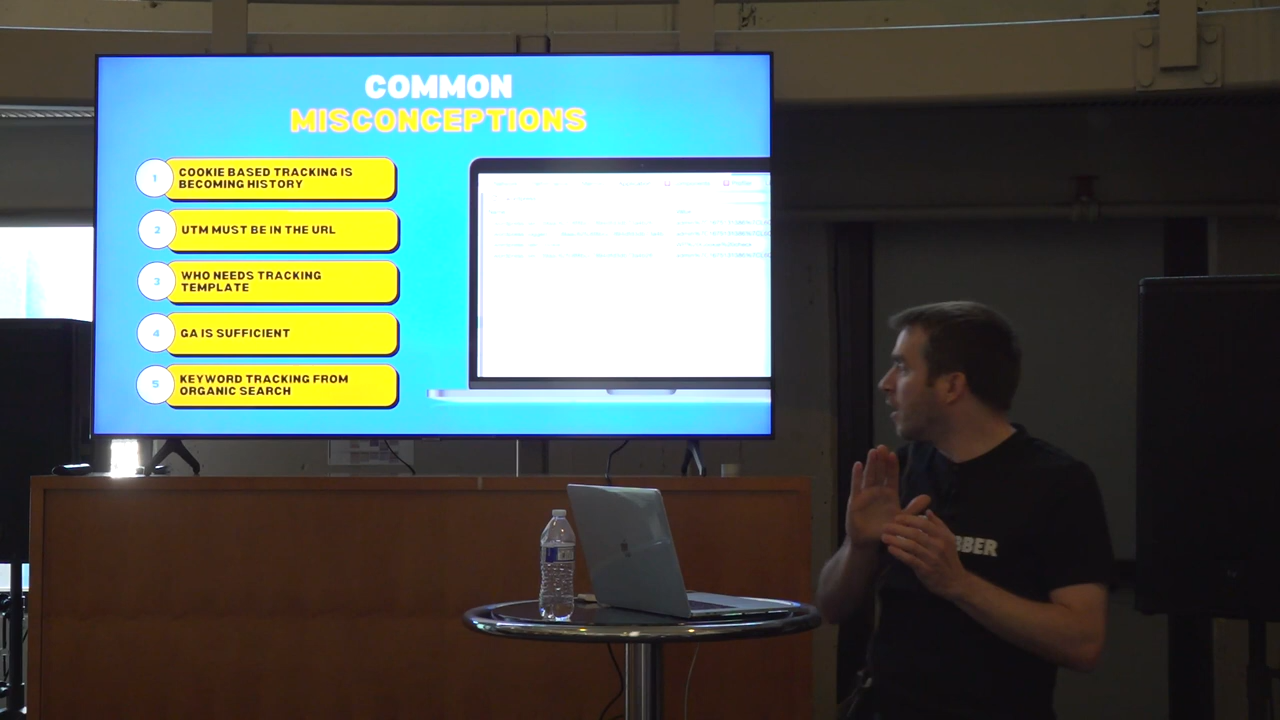 COMMON
MISCONCEPTIONS
1
COOKIE BASED TRACKING IS
BECOMING HISTORY
2
UTM MUST BE IN THE URL
3
WHO NEEDS TRACKING
TEMPLATE
4
GA IS SUFFICIENT
5
KEYWORD TRACKING FROM
ORGANIC SEARCH
BBER